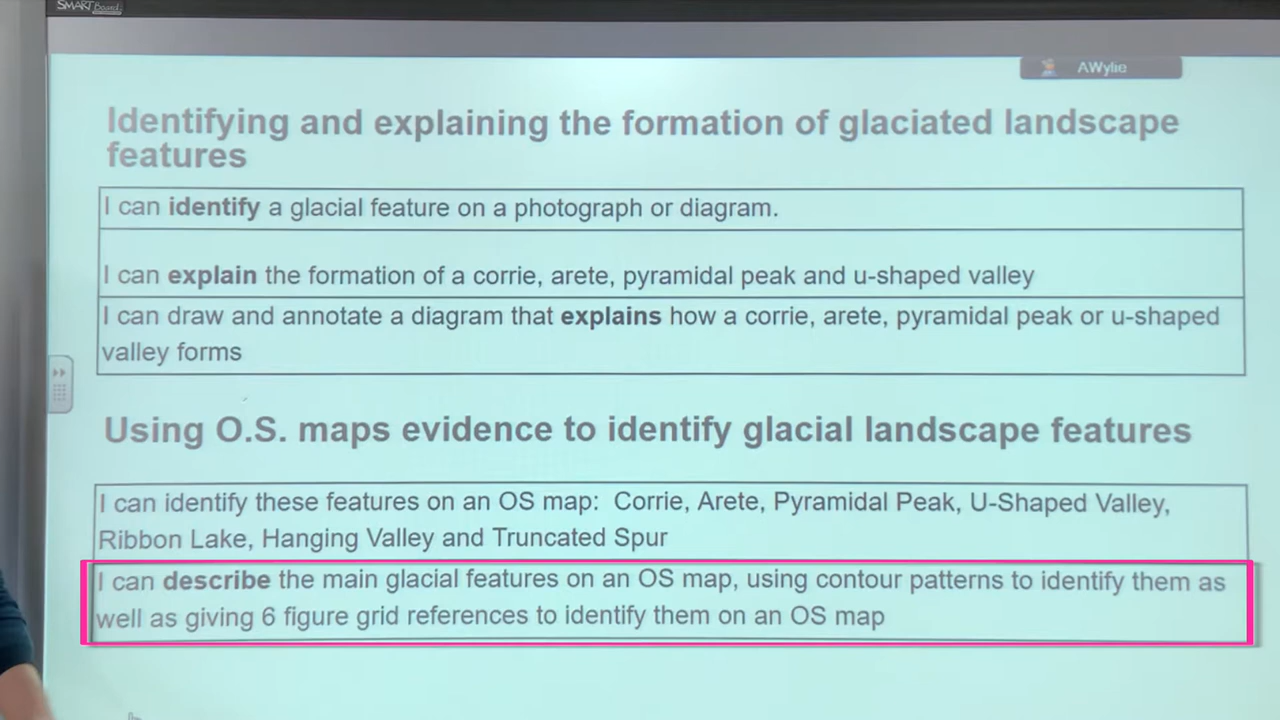 SMART Board
AWylie
Identifying and explaining the formation of glaciated landscape
features
I can identify a glacial feature on a photograph or diagram.
I can explain the formation of a corrie, arete, pyramidal peak and u-shaped valley
I can draw and annotate a diagram that explains how a corrie, arete, pyramidal peak or u-shaped
valley forms
Using O.S. maps evidence to identify glacial landscape features
I can identify these features on an OS map:  Corrie, Arete, Pyramidal Peak, U-Shaped Valley,
Ribbon Lake, Hanging Valley and Truncated Spur
I can describe the main glacial features on an OS map, using contour patterns to identify them as
well as giving 6 figure grid references to identify them on an OS map